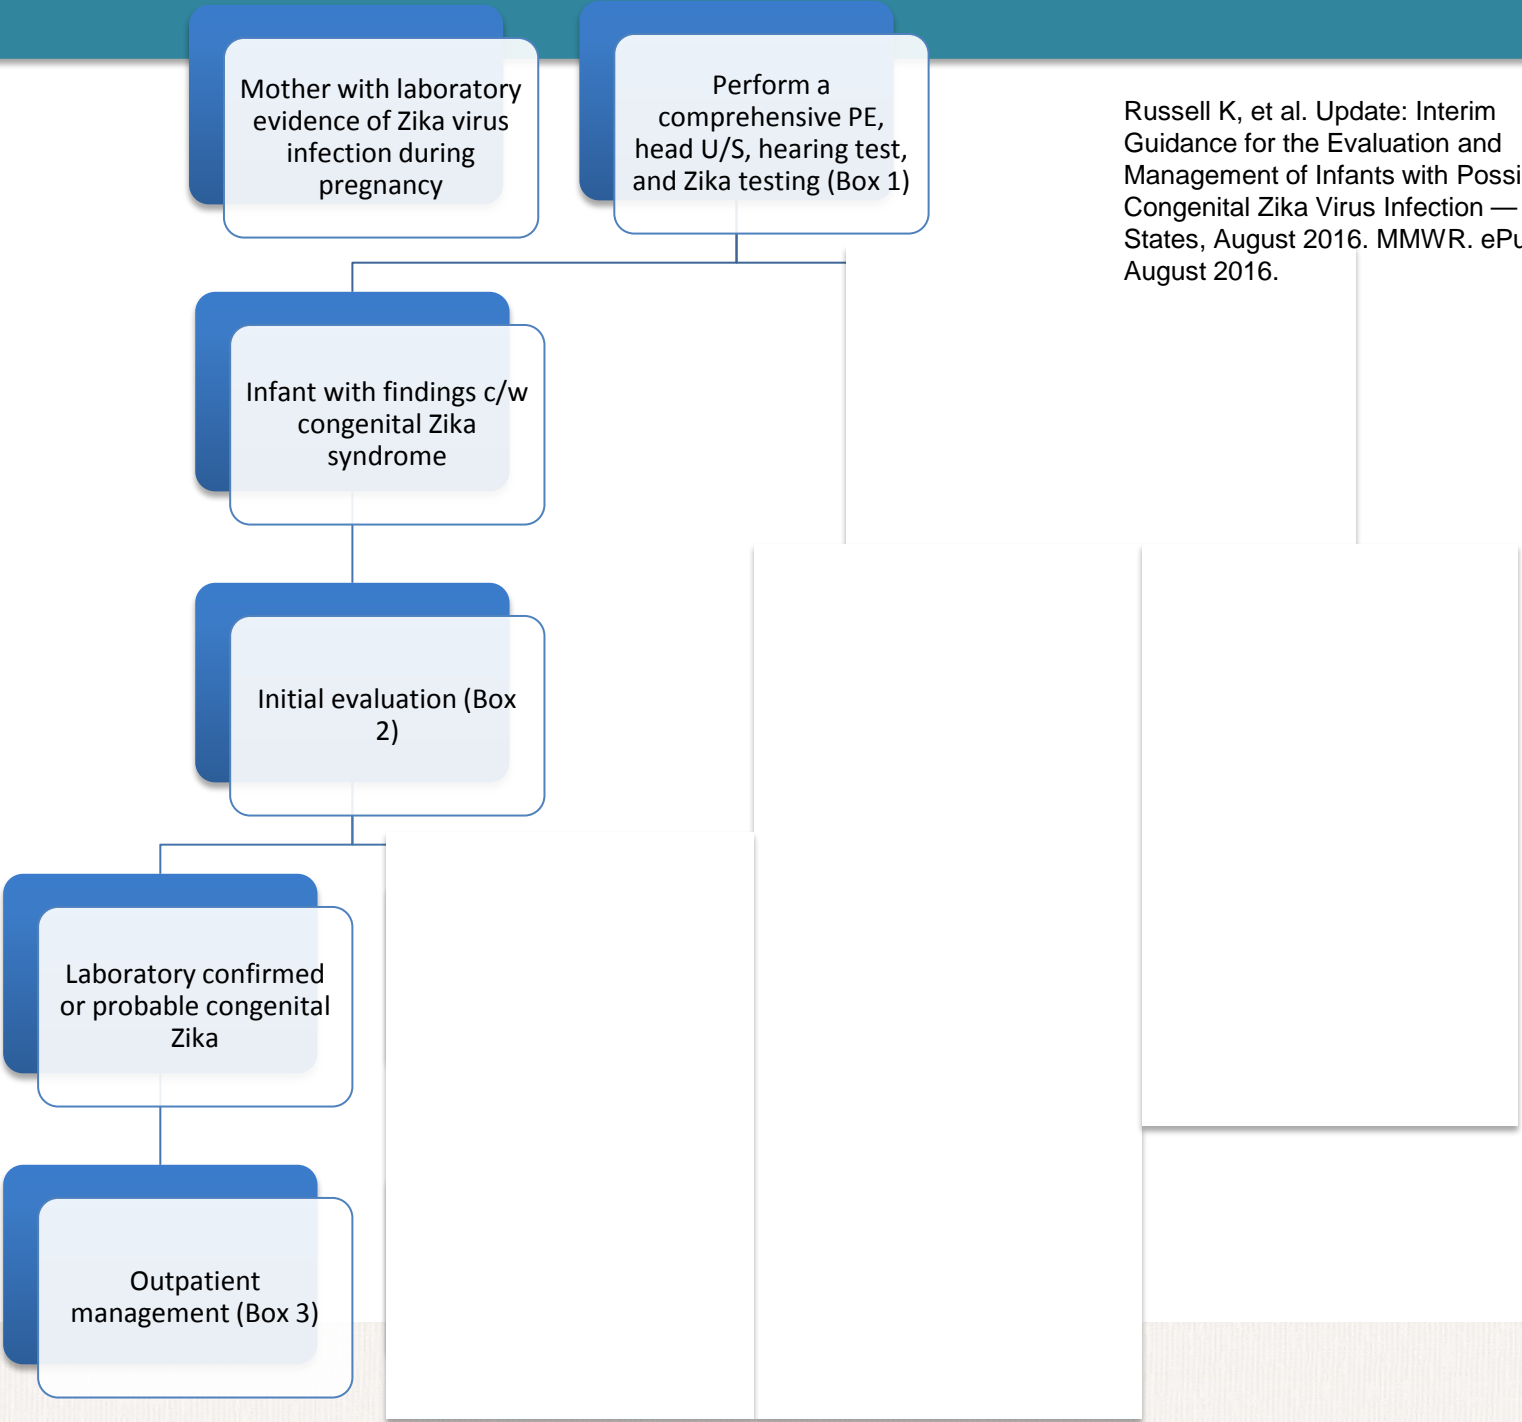 Mother with laboratory
evidence of Zika virus
infection during
pregnancy
Perform a
comprehensive PE,
head U/S, hearing test,
and Zika testing (Box 1)
Russell K, et al. Update: Interim
Guidance for the Evaluation and
Management of Infants with
Congenital Zika Virus Infection —
States, August 2016. MMWR.
August 2016.
Infant with findings c/w
congenital Zika
syndrome
Initial evaluation (Box
2)
Laboratory confirmed
or probable congenital
Zika
Outpatient
management (Box 3)